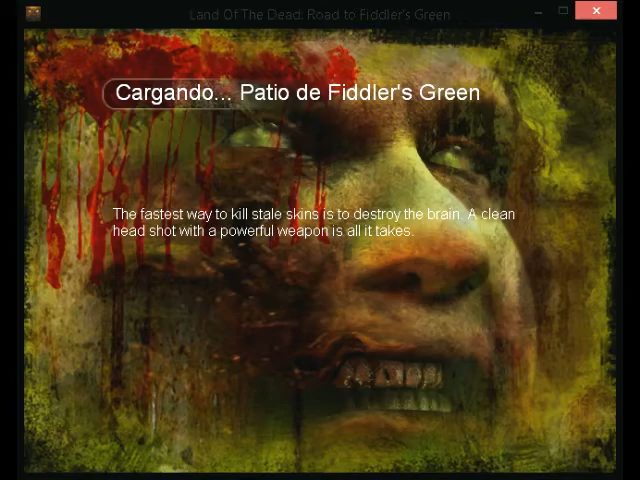 Land Of The Dead: Road to Fiddler's Green
Cargando... Patio de Fiddler's Green
The fastest way to kill stale skins is to destroy the brain. A clean
head shot with a powerful weapon is all it takes.